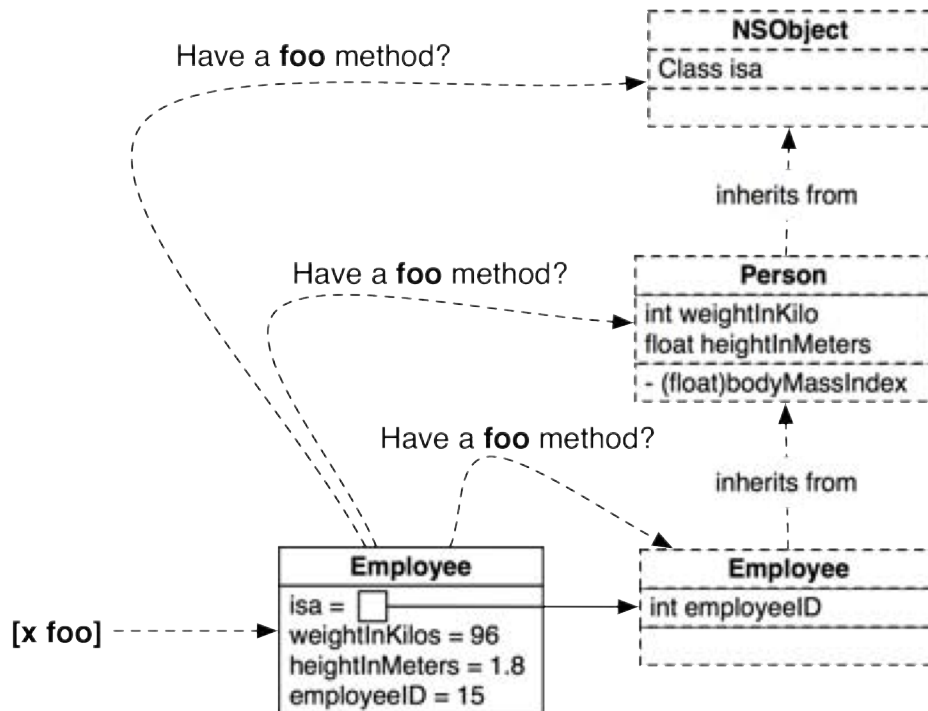 NSObject
Class isa
Have a foo method?
inherits from
Have a foo method?
Person
int weightInKilo
float heightInMeters
- (float)bodyMassIndex
Have a foo method?
inherits from
Employee
isa =
weightInKilos = 96
heightInMeters = 1.8
employeeID = 15
Employee
int employeeID
[x foo]